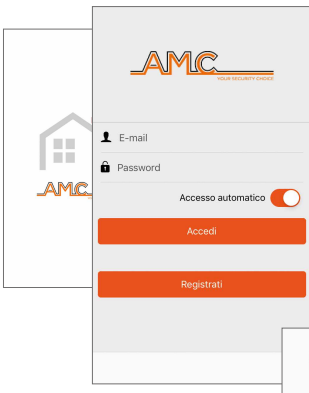 AMC
YOUR SECURITY CHOICE
E-mail
Password
Accesso automatico
Accedi
Registrati
AMC